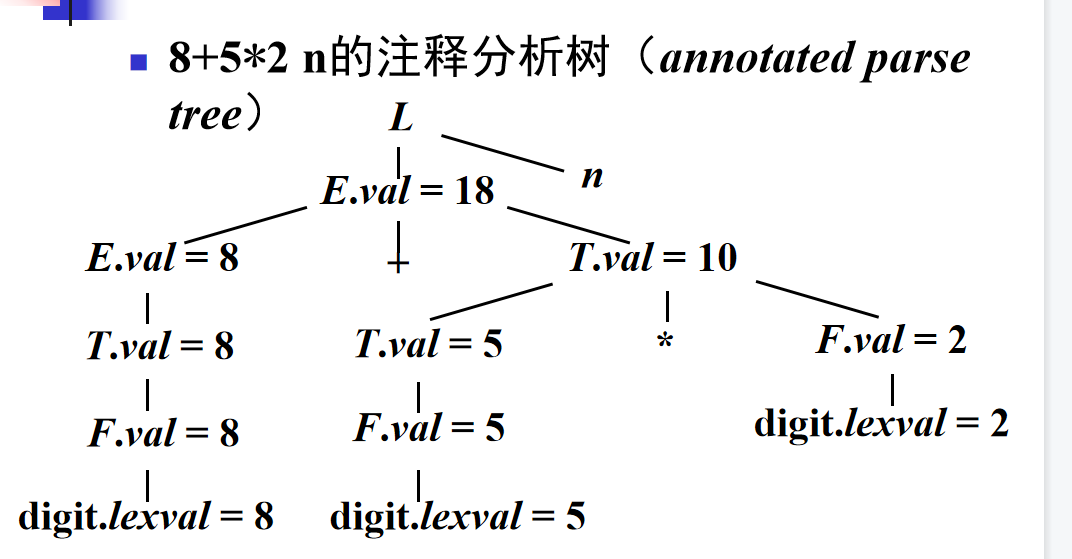 8+5*2 n的注释分析树（annotated parse
tree）
L
n
E.val = 18
E.val = 8
+
T.val = 10
T.val = 8
T.val = 5
*
F.val = 2
F.val = 8
F.val = 5
digit.lexval = 2
digit.lexval = 8
digit.lexval = 5